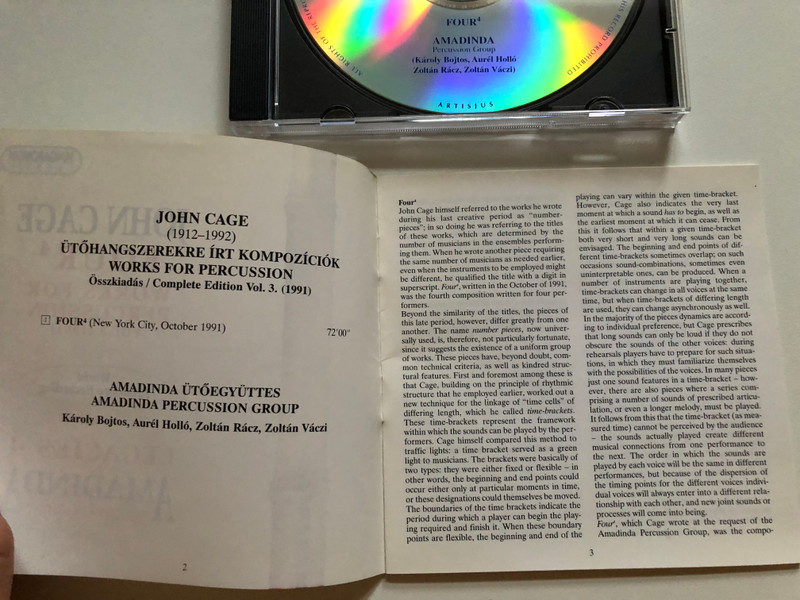 FOUR⁴
AMADINDA
Percussion Group
(Károly Bojtos, Aurél Holló
Zoltán Rácz, Zoltán Váczi)
ARTISJUS
ALL RIGHTS OF THE
THIS RECORD PROHIBITED
JOHN CAGE
(1912–1992)
ÜTŐHANGSZEREKRE ÍRT KOMPOZÍCIÓK
WORKS FOR PERCUSSION
Összkiadás / Complete Edition Vol. 3. (1991)
1 FOUR⁴ (New York City, October 1991) 72'00"
AMADINDA ÜTŐEGYÜTTES
AMADINDA PERCUSSION GROUP
Károly Bojtos, Aurél Holló, Zoltán Rácz, Zoltán Váczi
2
Four⁴
John Cage himself referred to the works he wrote
during his last creative period as "number-
pieces"; in so doing he was referring to the titles
of these works, which are determined by the
number of musicians in the ensembles perform-
ing them. When he wrote another piece requiring
the same number of musicians as needed earlier,
even when the instruments to be employed might
be different, he qualified the title with a digit in
superscript. Four⁴, written in the October of 1991,
was the fourth composition written for four per-
formers.
Beyond the similarity of the titles, the pieces of
this late period, however, differ greatly from one
another. The name number pieces, now univer-
sally used, is, therefore, not particularly fortunate,
since it suggests the existence of a uniform group
of works. These pieces have, beyond doubt, com-
mon technical criteria, as well as kindred struc-
tural features. First and foremost among these is
that Cage, building on the principle of rhythmic
structure that he employed earlier, worked out a
new technique for the linkage of "time cells" of
differing length, which he called time-brackets.
These time-brackets represent the framework
within which the sounds can be played by the per-
formers. Cage himself compared this method to
traffic lights: a time bracket served as a green
light to musicians. The brackets were basically of
two types: they were either fixed or flexible – in
other words, the beginning and end points could
occur either only at particular moments in time,
or these designations could themselves be moved.
The boundaries of the time brackets indicate the
period during which a player can begin the play-
ing required and finish it. When these boundary
points are flexible, the beginning and end of the
playing can vary within the given time-bracket.
However, Cage also indicates the very last
moment at which a sound has to begin, as well as
the earliest moment at which it can cease. From
this it follows that within a given time-bracket
both very short and very long sounds can be
envisaged. The beginning and end points of dif-
ferent time-brackets sometimes overlap; on such
occasions sound-combinations, sometimes even
uninterpretable ones, can be produced. When a
number of instruments are playing together,
time-brackets can change in all voices at the same
time, but when time-brackets of differing length
are used, they can change asynchronously as well.
In the majority of the pieces dynamics are accord-
ing to individual preference, but Cage prescribes
that long sounds can only be loud if they do not
obscure the sounds of the other voices: during
rehearsals players have to prepare for such situa-
tions, in which they must familiarize themselves
with the possibilities of the voices. In many pieces
just one sound features in a time-bracket – how-
ever, there are also pieces where a series com-
prising a number of sounds of prescribed articu-
lation, or even a longer melody, must be played.
It follows from this that the time-bracket (as mea-
sured time) cannot be perceived by the audience
– the sounds actually played create different
musical connections from one performance to
the next. The order in which the sounds are
played by each voice will be the same in different
performances, but because of the dispersion of
the timing points for the different voices indivi-
dual voices will always enter into a different rela-
tionship with each other, and new joint sounds or
processes will come into being.
Four⁴, which Cage wrote at the request of the
Amadinda Percussion Group, was the compo-
3